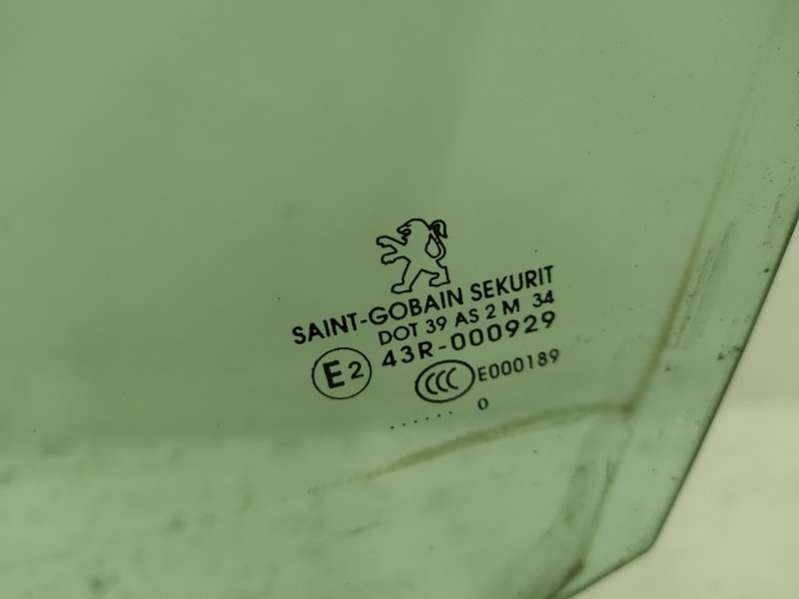 SAINT-GOBAIN SEKURIT
DOT 39 AS 2 M 34
E2 43R-000929
CCC E000189
...... 0